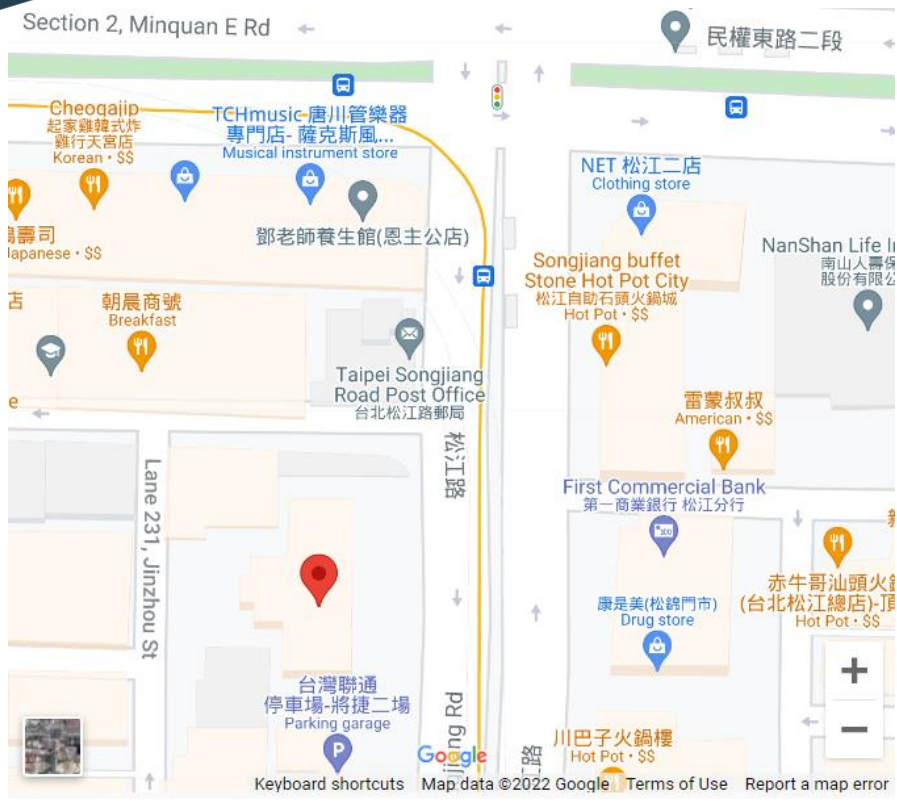 Section 2, Minquan E Rd
民權東路二段
Cheogajip
起家雞韓式炸
雞行天宮店
Korean • $$
TCHmusic-唐川管樂器
專門店- 薩克斯風...
Musical instrument store
NET 松江二店
Clothing store
壽司
Japanese • $$
鄧老師養生館(恩主公店)
NanShan Life I
南山人壽保
股份有限公
Songjiang buffet
Stone Hot Pot City
松江自助石頭火鍋城
Hot Pot • $$
店
朝晨商號
Breakfast
Taipei Songjiang
Road Post Office
台北松江路郵局
e
雷蒙叔叔
American • $$
松江路
Lane 231, Jinzhou St
First Commercial Bank
第一商業銀行 松江分行
100
赤牛哥汕頭火
(台北松江總店)-頂
Hot Pot • $$
康是美(松錦門市)
Drug store
台灣聯通
停車場-將捷二場
Parking garage
P
jiang Rd
江路
川巴子火鍋樓
Hot Pot • $$
+
−
Google
Keyboard shortcuts
Map data ©2022 Google
Terms of Use
Report a map error